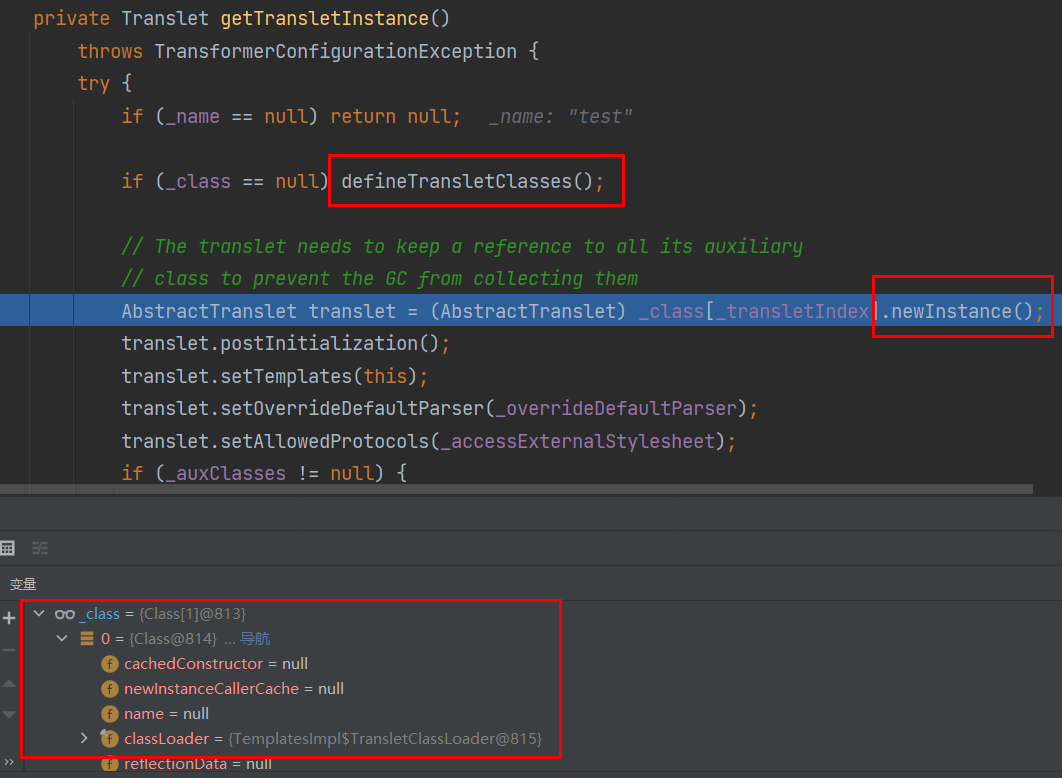 private Translet getTransletInstance()
throws TransformerConfigurationException {
try {
if (_name == null) return null; _name: "test"
if (_class == null) defineTransletClasses();
// The translet needs to keep a reference to all its auxiliary
// class to prevent the GC from collecting them
AbstractTranslet translet = (AbstractTranslet) _class[_transletIndex].newInstance();
translet.postInitialization();
translet.setTemplates(this);
translet.setOverrideDefaultParser(_overrideDefaultParser);
translet.setAllowedProtocols(_accessExternalStylesheet);
if (_auxClasses != null) {
变量
_class = {Class[1]@813}
0 = {Class@814} ... 导航
cachedConstructor = null
newInstanceCallerCache = null
name = null
classLoader = {TemplatesImpl$TransletClassLoader@815}
reflectionData = null